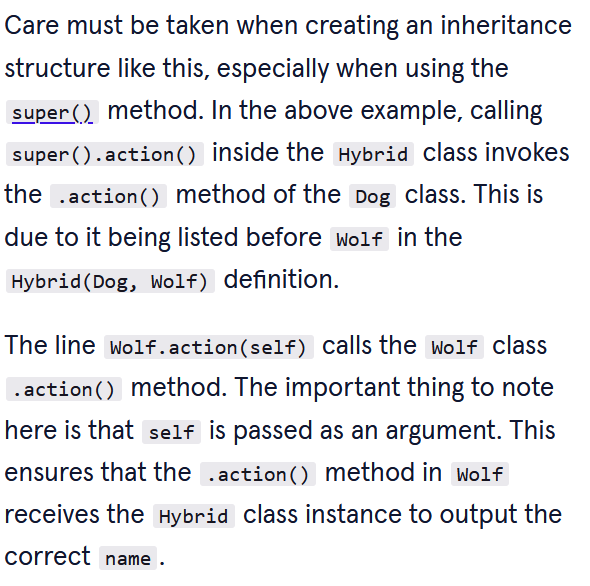 Care must be taken when creating an inheritance
structure like this, especially when using the
super() method. In the above example, calling
super().action() inside the Hybrid class invokes
the .action() method of the Dog class. This is
due to it being listed before Wolf in the
Hybrid(Dog, Wolf) definition.
The line Wolf.action(self) calls the Wolf class
.action() method. The important thing to note
here is that self is passed as an argument. This
ensures that the .action() method in Wolf
receives the Hybrid class instance to output the
correct name.